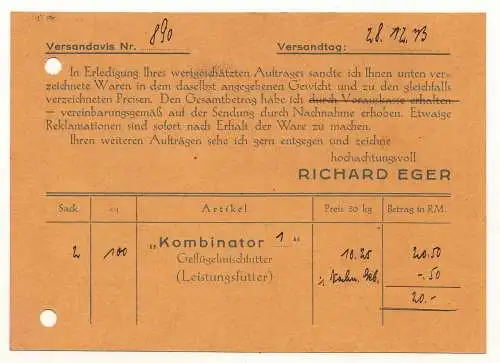 Versandavis Nr. 890 Versandtag: 28.12.33
In Erledigung Ihres wertgeschätzten Auftrages sandte ich Ihnen unten ver-
zeichnete Waren in dem daselbst angegebenen Gewicht und zu den gleichfalls
verzeichneten Preisen. Den Gesamtbetrag habe ich durch Vorauskasse erhalten
— vereinbarungsgemäß auf der Sendung durch Nachnahme erhoben. Etwaige
Reklamationen sind sofort nach Erhalt der Ware zu machen.
Ihren weiteren Aufträgen sehe ich gern entgegen und zeichne
hochachtungsvoll
RICHARD EGER
Sack Artikel Preis 50 kg Betrag in RM.
2 100 „Kombinator 1 " 10.25 20.50
Geflügelmischfutter
(Leistungsfutter) ./. Nachn. Geb. -.50
20.-